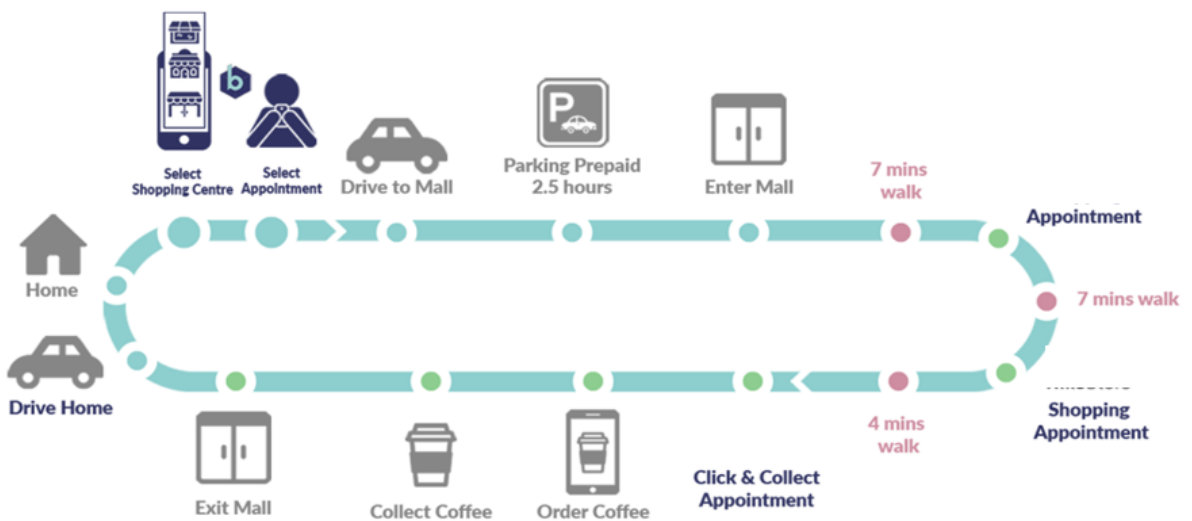 b
Select
Shopping Centre
Select
Appointment
Drive to Mall
P
Parking Prepaid
2.5 hours
Enter Mall
7 mins
walk
Appointment
7 mins walk
Shopping
Appointment
4 mins
walk
Click & Collect
Appointment
Order Coffee
Collect Coffee
Exit Mall
Drive Home
Home